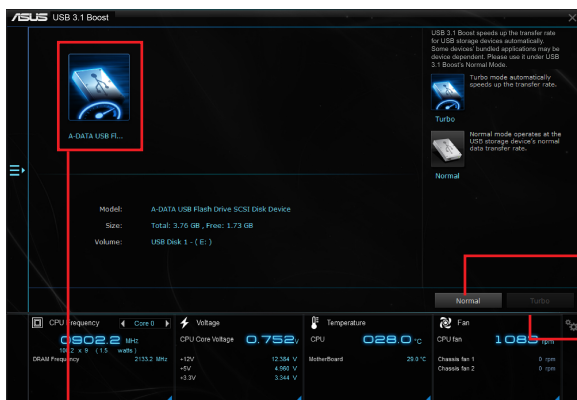 ASUS USB 3.1 Boost
USB 3.1 Boost speeds up the transfer rate
for USB storage devices automatically.
Some devices' bundled applications may be
device dependent. Please use it under USB
3.1 Boost's Normal Mode.
Turbo mode automatically
speeds up the transfer rate.
Turbo
Normal mode operates at the
USB storage device's normal
data transfer rate.
Normal
A-DATA USB Fl...
Model: A-DATA USB Flash Drive SCSI Disk Device
Size: Total: 3.76 GB , Free: 1.73 GB
Volume: USB Disk 1 - ( E: )
Normal Turbo
CPU Frequency Core 0
0902.2 MHz
x 9 (1.5 watts)
DRAM Frequency 2133.2 MHz
Voltage
CPU Core Voltage 0.752 V
+12V 12.384 V
+5V 4.960 V
+3.3V 3.344 V
Temperature
CPU 028.0 °C
MotherBoard 29.0 °C
Fan
CPU fan rpm
Chassis fan 1 0 rpm
Chassis fan 2 0 rpm